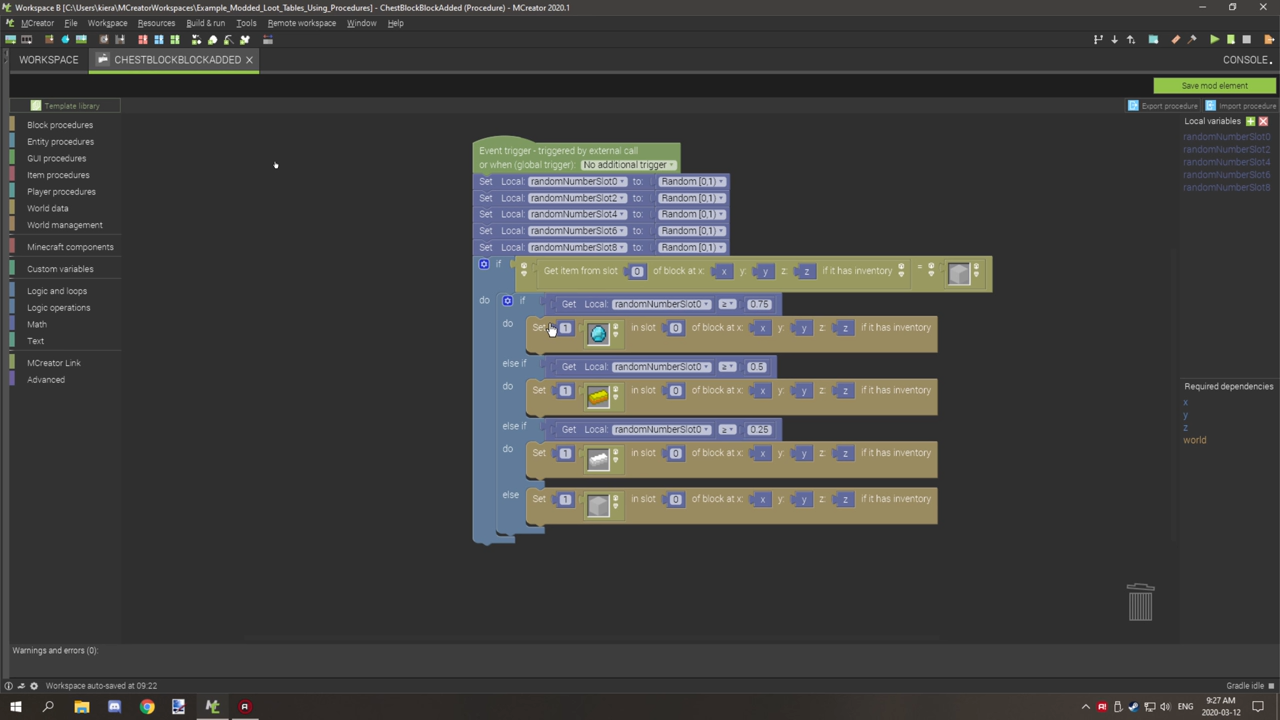 Workspace B [C:\Users\kiera\MCreatorWorkspaces\Example_Modded_Loot_Tables_Using_Procedures] - ChestBlockBlockAdded (Procedure) - MCreator 2020.1
MCreator File Workspace Resources Build & run Tools Remote workspace Window Help
WORKSPACE CHESTBLOCKBLOCKADDED CONSOLE
Save mod element
Template library Export procedure Import procedure
Block procedures
Entity procedures
GUI procedures
Item procedures
Player procedures
World data
World management
Minecraft components
Custom variables
Logic and loops
Logic operations
Math
Text
MCreator Link
Advanced
Event trigger - triggered by external call
or when (global trigger): No additional trigger
Set Local: randomNumberSlot0 to: Random [0,1)
Set Local: randomNumberSlot2 to: Random [0,1)
Set Local: randomNumberSlot4 to: Random [0,1)
Set Local: randomNumberSlot6 to: Random [0,1)
Set Local: randomNumberSlot8 to: Random [0,1)
if Get item from slot 0 of block at x: x y: y z: z if it has inventory =
do if Get Local: randomNumberSlot0 ≥ 0.75
do Set 1 in slot 0 of block at x: x y: y z: z if it has inventory
else if Get Local: randomNumberSlot0 ≥ 0.5
do Set 1 in slot 0 of block at x: x y: y z: z if it has inventory
else if Get Local: randomNumberSlot0 ≥ 0.25
do Set 1 in slot 0 of block at x: x y: y z: z if it has inventory
else Set 1 in slot 0 of block at x: x y: y z: z if it has inventory
Local variables
randomNumberSlot0
randomNumberSlot2
randomNumberSlot4
randomNumberSlot6
randomNumberSlot8
Required dependencies
x
y
z
world
Warnings and errors (0):
Workspace auto-saved at 09:22 Gradle idle
ENG 9:27 AM
2020-03-12